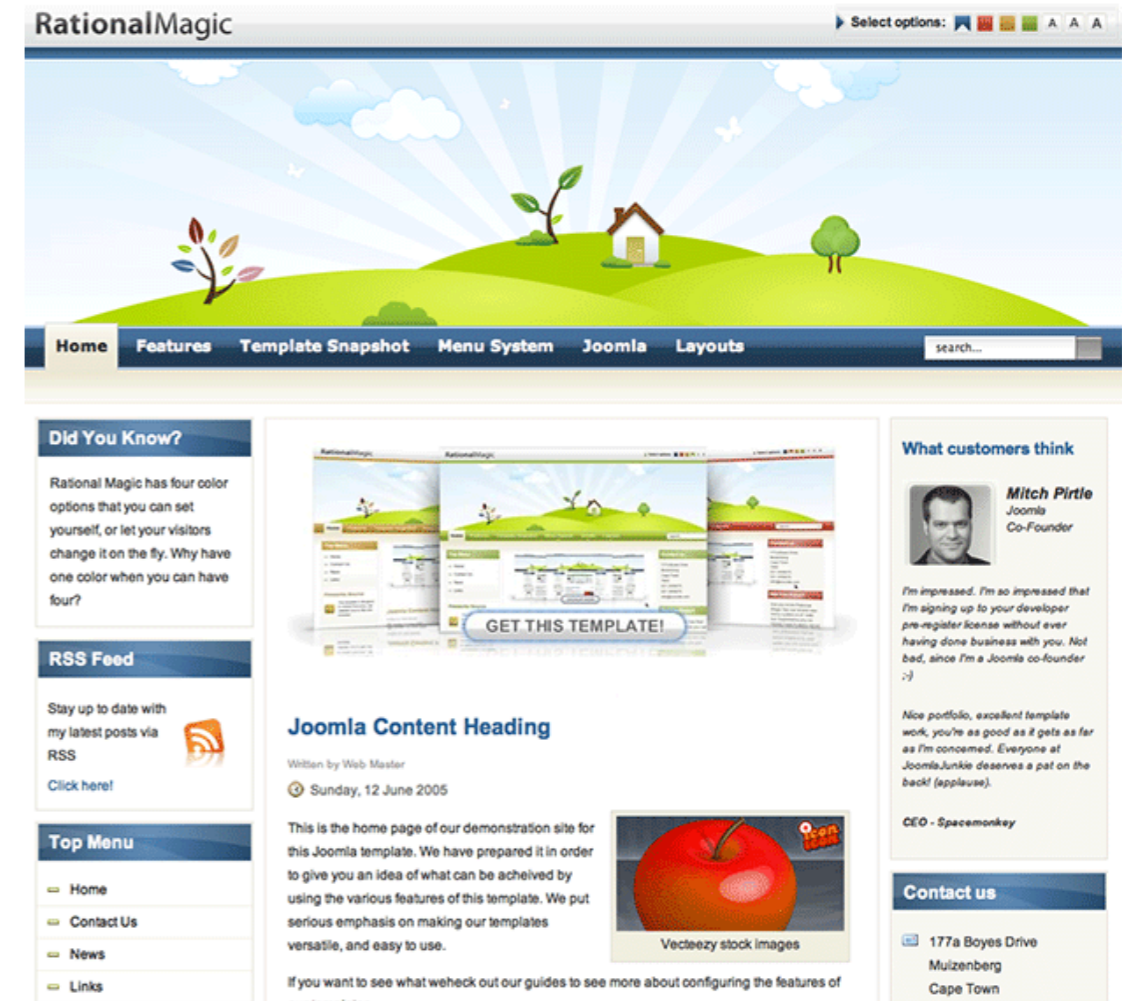 RationalMagic
Select options: A A A
Home Features Template Snapshot Menu System Joomla Layouts
search...
Did You Know?
Rational Magic has four color
options that you can set
yourself, or let your visitors
change it on the fly. Why have
one color when you can have
four?
RSS Feed
Stay up to date with
my latest posts via
RSS
Click here!
Top Menu
Home
Contact Us
News
Links
RationalMagic
GET THIS TEMPLATE!
Joomla Content Heading
Written by Web Master
Sunday, 12 June 2005
This is the home page of our demonstration site for
this Joomla template. We have prepared it in order
to give you an idea of what can be acheived by
using the various features of this template. We put
serious emphasis on making our templates
versatile, and easy to use.
icon
icon
Vecteezy stock images
If you want to see what weheck out our guides to see more about configuring the features of
What customers think
Mitch Pirtle
Joomla
Co-Founder
I'm impressed. I'm so impressed that
I'm signing up to your developer
pre-register license without ever
having done business with you. Not
bad, since I'm a Joomla co-founder
;-)
Nice portfolio, excellent template
work, you're as good as it gets as far
as I'm concerned. Everyone at
JoomlaJunkie deserves a pat on the
back! (applause).
CEO - Spacemonkey
Contact us
177a Boyes Drive
Muizenberg
Cape Town